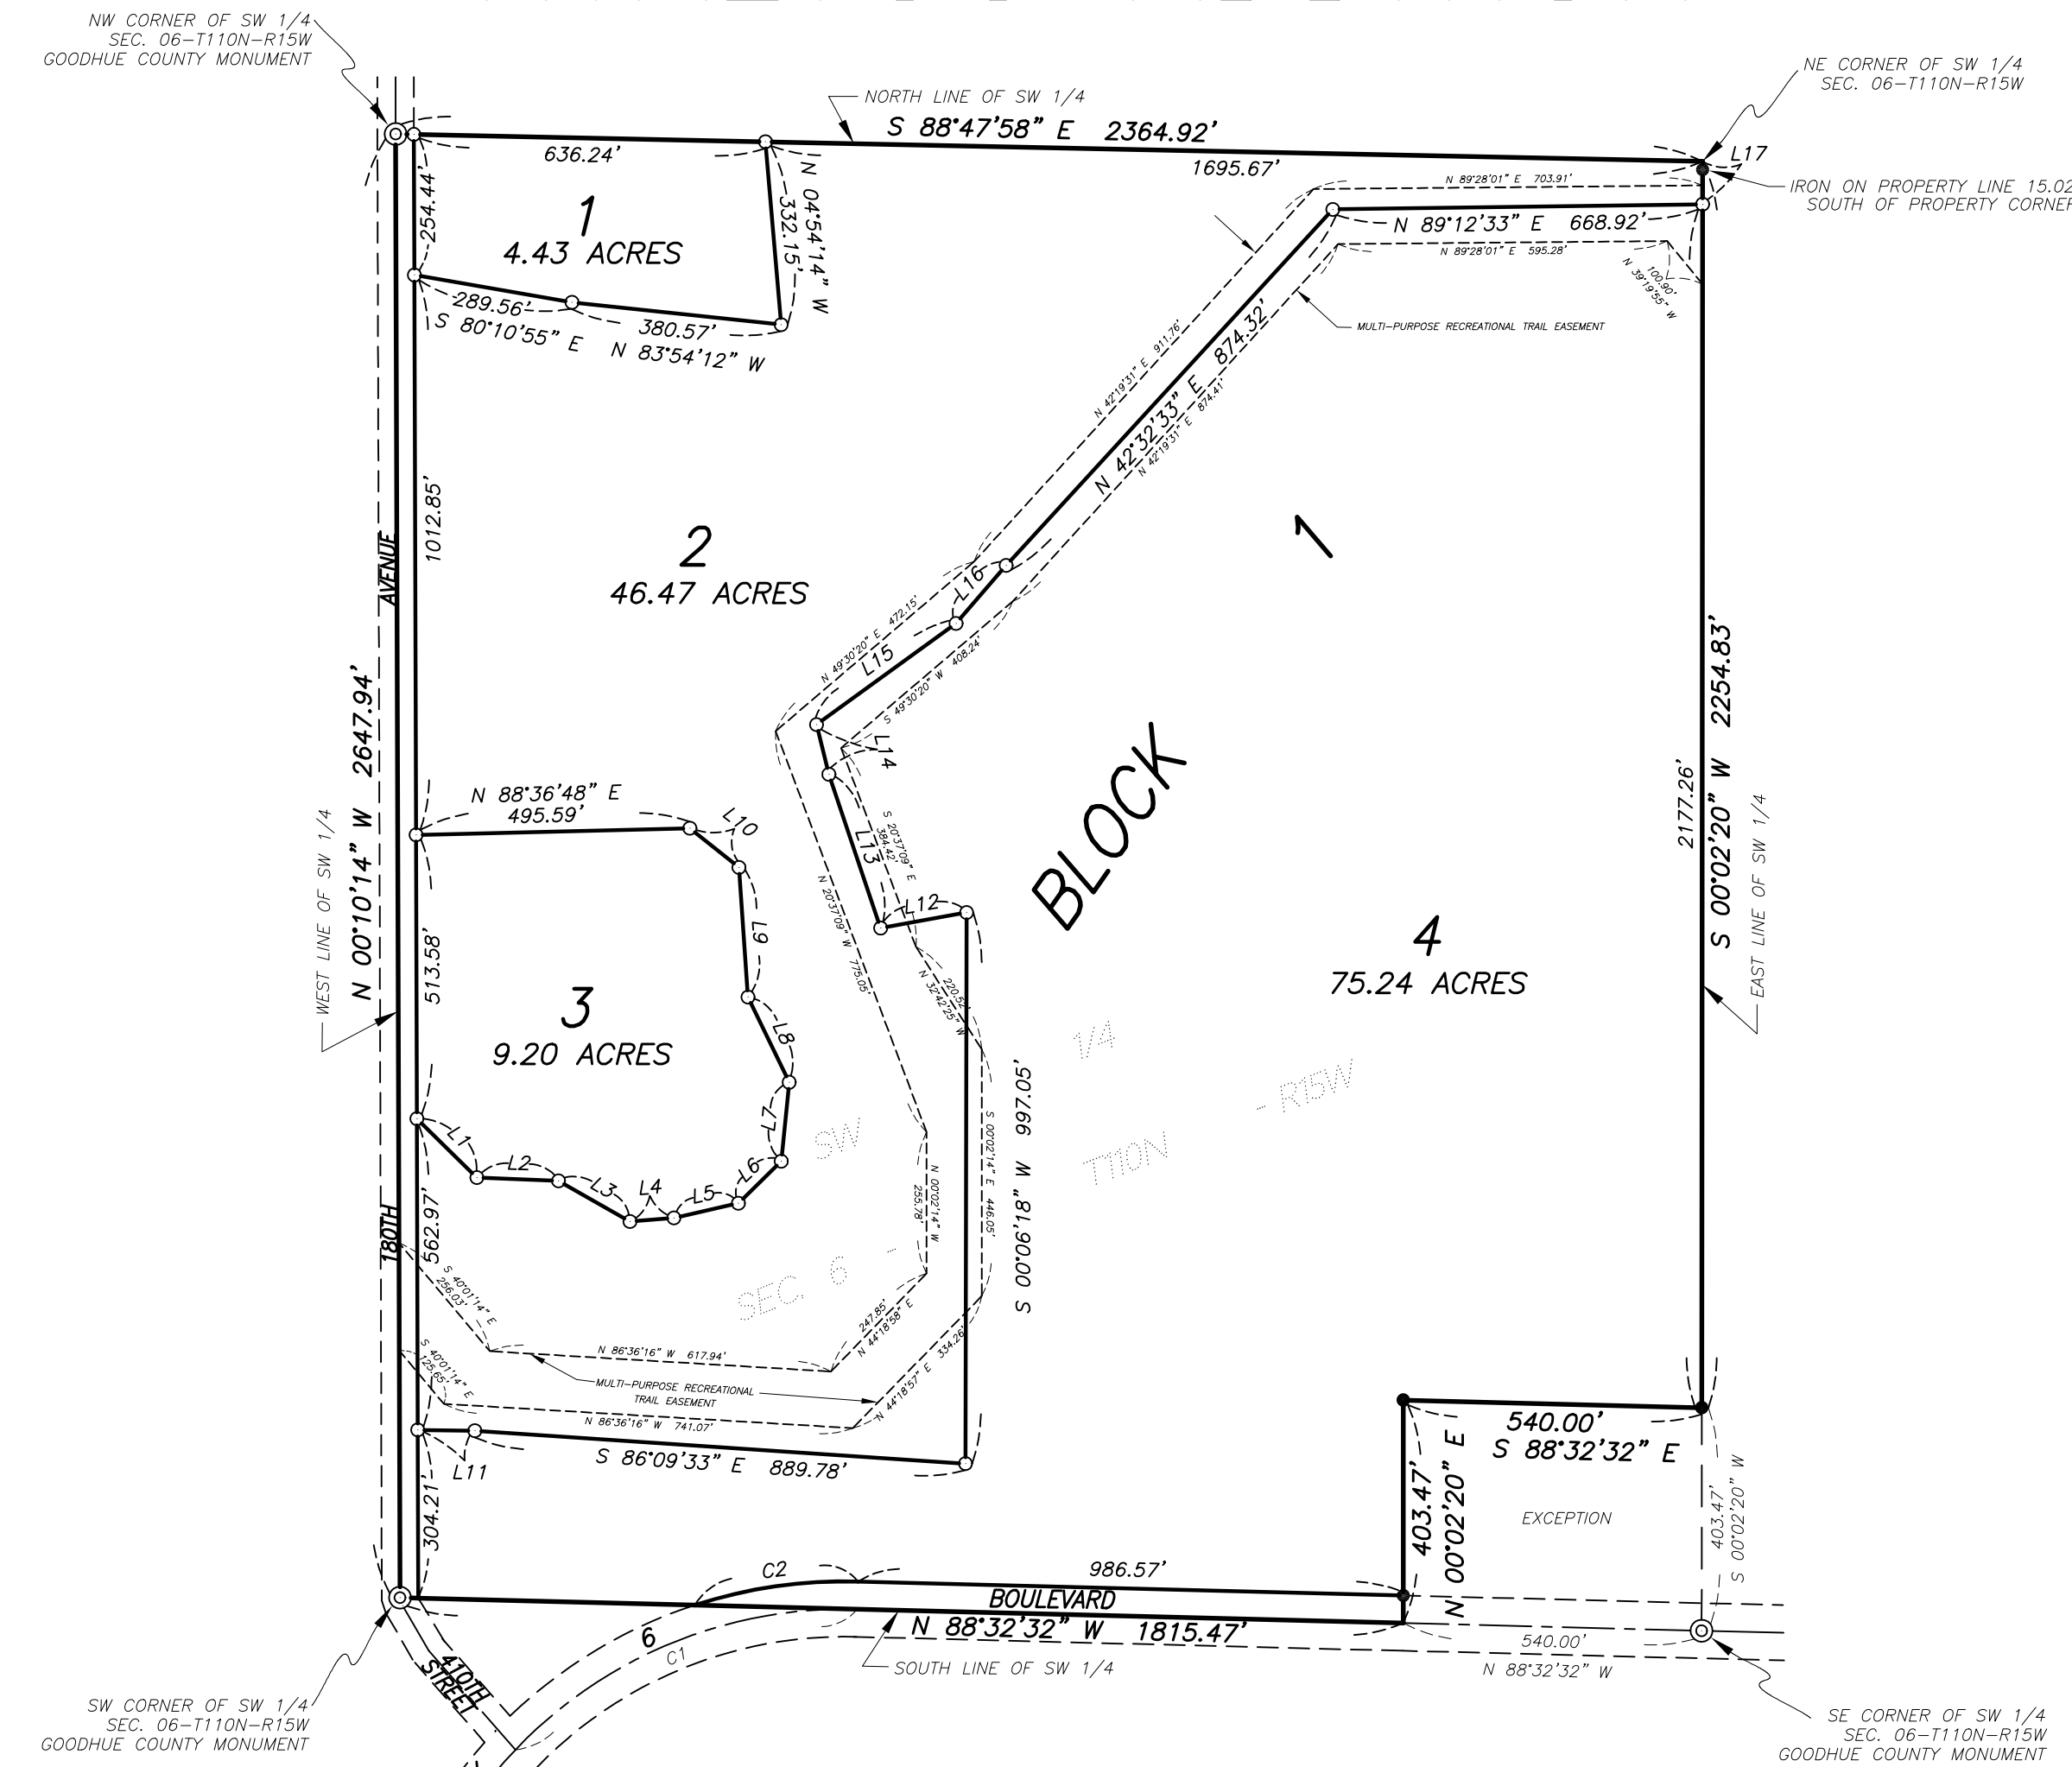 NW CORNER OF SW 1/4
SEC. 06-T110N-R15W
GOODHUE COUNTY MONUMENT
NORTH LINE OF SW 1/4
S 88°47'58" E 2364.92'
NE CORNER OF SW 1/4
SEC. 06-T110N-R15W
L17
IRON ON PROPERTY LINE 15.02
SOUTH OF PROPERTY CORNER
636.24'
1695.67'
N 89°28'01" E 703.91'
N 89°12'33" E 668.92'
N 89°28'01" E 595.28'
100.90'
N 39°19'55" W
254.44'
1
4.43 ACRES
332.15'
N 04°54'14" W
289.56'
S 80°10'55" E
380.57'
N 83°54'12" W
MULTI-PURPOSE RECREATIONAL TRAIL EASEMENT
N 42°19'31" E 911.76'
N 42°32'33" E 874.32'
N 42°19'31" E 874.41'
1012.85'
AVENUE
2
46.47 ACRES
1
L16
L15
N 49°30'20" E 472.15'
S 49°30'20" W 408.24'
L14
N 00°10'14" W 2647.94'
WEST LINE OF SW 1/4
S 00°02'20" W 2254.83'
2177.26'
EAST LINE OF SW 1/4
N 88°36'48" E
495.59'
L10
L13
S 20°37'09" E
384.42'
L12
BLOCK
L9
N 20°37'09" W 775.05'
220.52'
N 32°42'25" W
4
75.24 ACRES
513.58'
3
9.20 ACRES
L8
L7
1/4
- R15W
SW
T110N
SEC. 6 -
L1
L2
L3
L4
L5
L6
S 00°02'14" E 446.05'
S 00°06'18" W 997.05'
N 00°02'14" W
255.78'
180TH
562.97'
S 40°01'14" E
256.03'
247.85'
N 44°18'58" E
N 44°18'57" E 334.26'
N 86°36'16" W 617.94'
S 40°01'14" E
125.65'
MULTI-PURPOSE RECREATIONAL
TRAIL EASEMENT
N 86°36'16" W 741.07'
S 86°09'33" E 889.78'
L11
304.21'
540.00'
S 88°32'32" E
403.47'
N 00°02'20" E
EXCEPTION
403.47'
S 00°02'20" W
C2
986.57'
BOULEVARD
N 88°32'32" W 1815.47'
6
C1
SOUTH LINE OF SW 1/4
540.00'
N 88°32'32" W
410TH
STREET
SW CORNER OF SW 1/4
SEC. 06-T110N-R15W
GOODHUE COUNTY MONUMENT
SE CORNER OF SW 1/4
SEC. 06-T110N-R15W
GOODHUE COUNTY MONUMENT